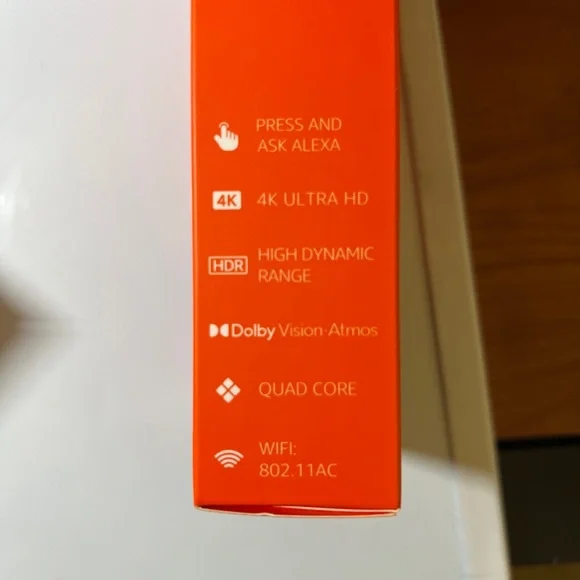 PRESS AND
ASK ALEXA
4K 4K ULTRA HD
HDR HIGH DYNAMIC
RANGE
Dolby Vision·Atmos
QUAD CORE
WIFI:
802.11AC